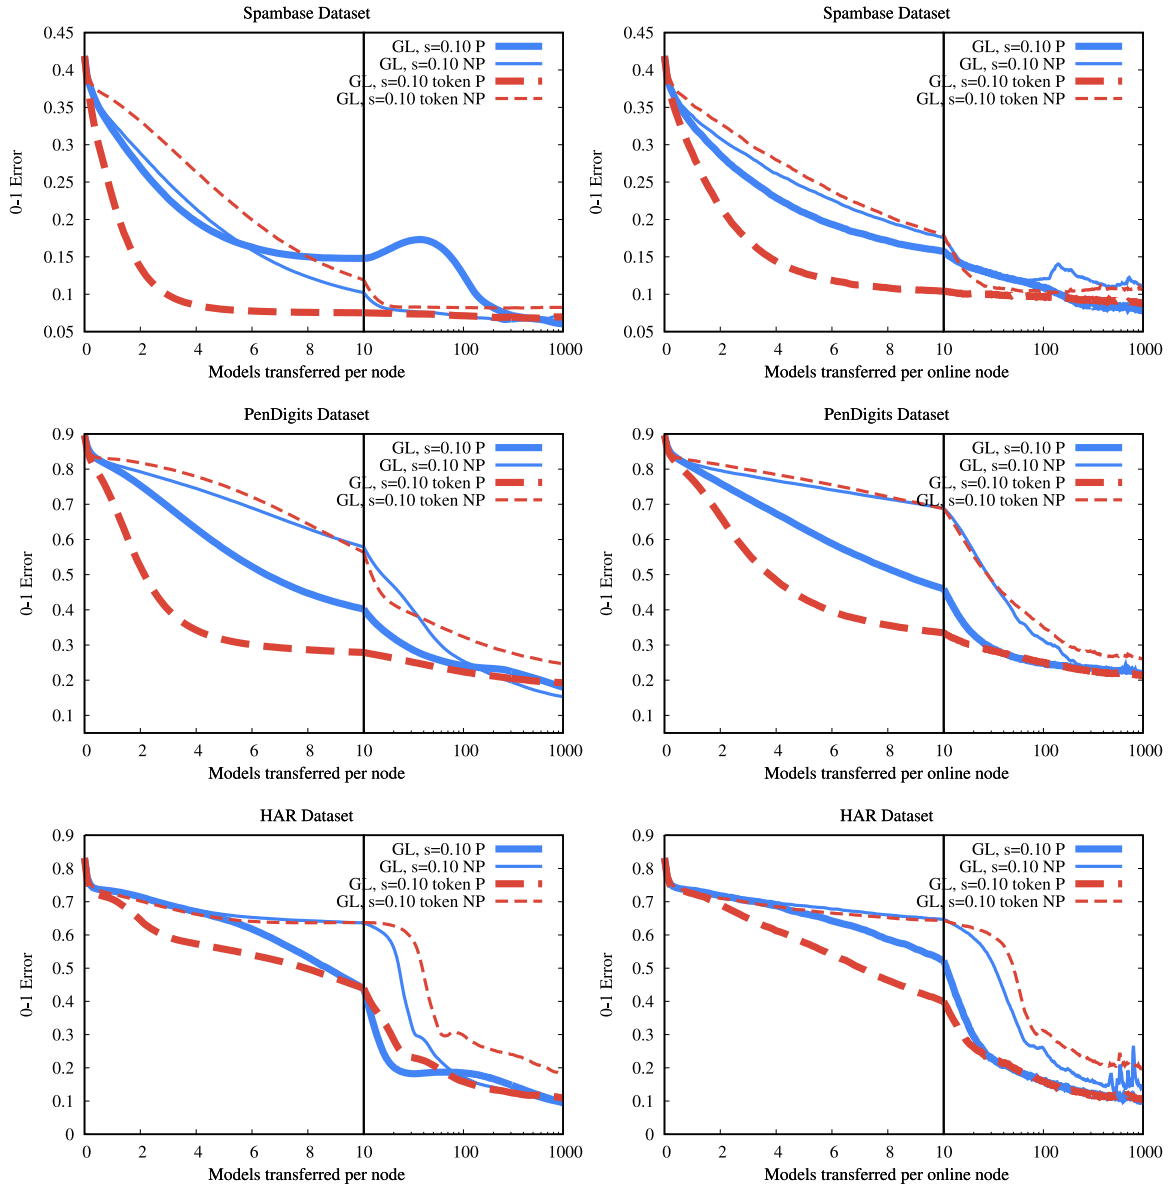 Spambase Dataset
0.45
0.4
0.35
0.3
0.25
0.2
0.15
0.1
0.05
0-1 Error
GL, s=0.10 P
GL, s=0.10 NP
GL, s=0.10 token P
GL, s=0.10 token NP
0 2 4 6 8 10 100 1000
Models transferred per node
Spambase Dataset
0.45
0.4
0.35
0.3
0.25
0.2
0.15
0.1
0.05
0-1 Error
GL, s=0.10 P
GL, s=0.10 NP
GL, s=0.10 token P
GL, s=0.10 token NP
0 2 4 6 8 10 100 1000
Models transferred per online node
PenDigits Dataset
0.9
0.8
0.7
0.6
0.5
0.4
0.3
0.2
0.1
0-1 Error
GL, s=0.10 P
GL, s=0.10 NP
GL, s=0.10 token P
GL, s=0.10 token NP
0 2 4 6 8 10 100 1000
Models transferred per node
PenDigits Dataset
0.9
0.8
0.7
0.6
0.5
0.4
0.3
0.2
0.1
0-1 Error
GL, s=0.10 P
GL, s=0.10 NP
GL, s=0.10 token P
GL, s=0.10 token NP
0 2 4 6 8 10 100 1000
Models transferred per online node
HAR Dataset
0.9
0.8
0.7
0.6
0.5
0.4
0.3
0.2
0.1
0
0-1 Error
GL, s=0.10 P
GL, s=0.10 NP
GL, s=0.10 token P
GL, s=0.10 token NP
0 2 4 6 8 10 100 1000
Models transferred per node
HAR Dataset
0.9
0.8
0.7
0.6
0.5
0.4
0.3
0.2
0.1
0
0-1 Error
GL, s=0.10 P
GL, s=0.10 NP
GL, s=0.10 token P
GL, s=0.10 token NP
0 2 4 6 8 10 100 1000
Models transferred per online node